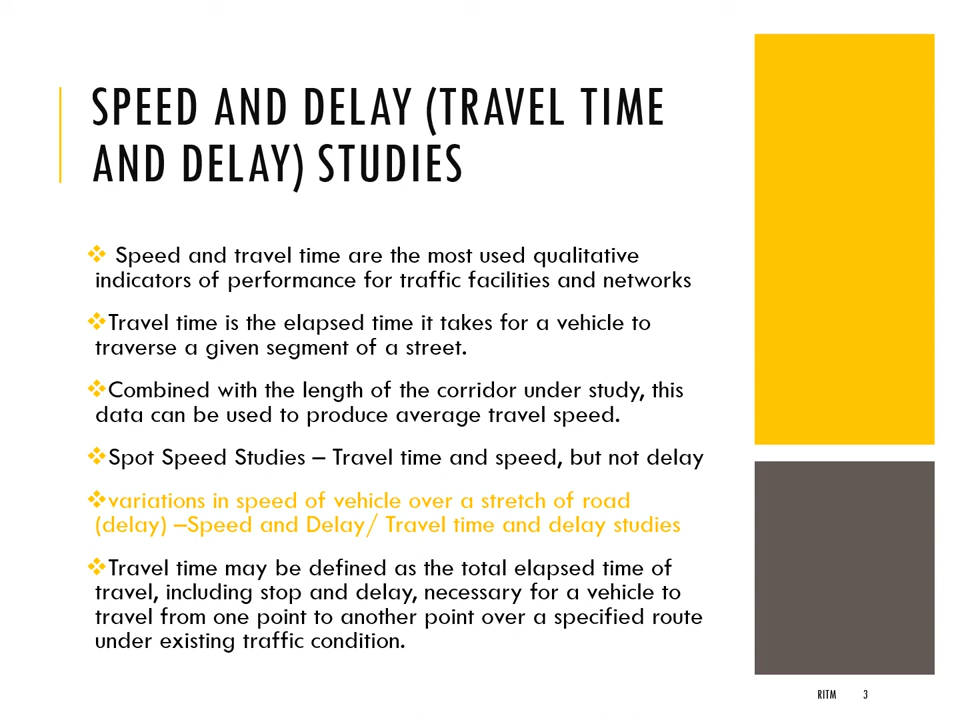 SPEED AND DELAY (TRAVEL TIME
AND DELAY) STUDIES
❖ Speed and travel time are the most used qualitative
indicators of performance for traffic facilities and networks
❖Travel time is the elapsed time it takes for a vehicle to
traverse a given segment of a street.
❖Combined with the length of the corridor under study, this
data can be used to produce average travel speed.
❖Spot Speed Studies – Travel time and speed, but not delay
❖variations in speed of vehicle over a stretch of road
(delay) –Speed and Delay/ Travel time and delay studies
❖Travel time may be defined as the total elapsed time of
travel, including stop and delay, necessary for a vehicle to
travel from one point to another point over a specified route
under existing traffic condition.
RITM 3